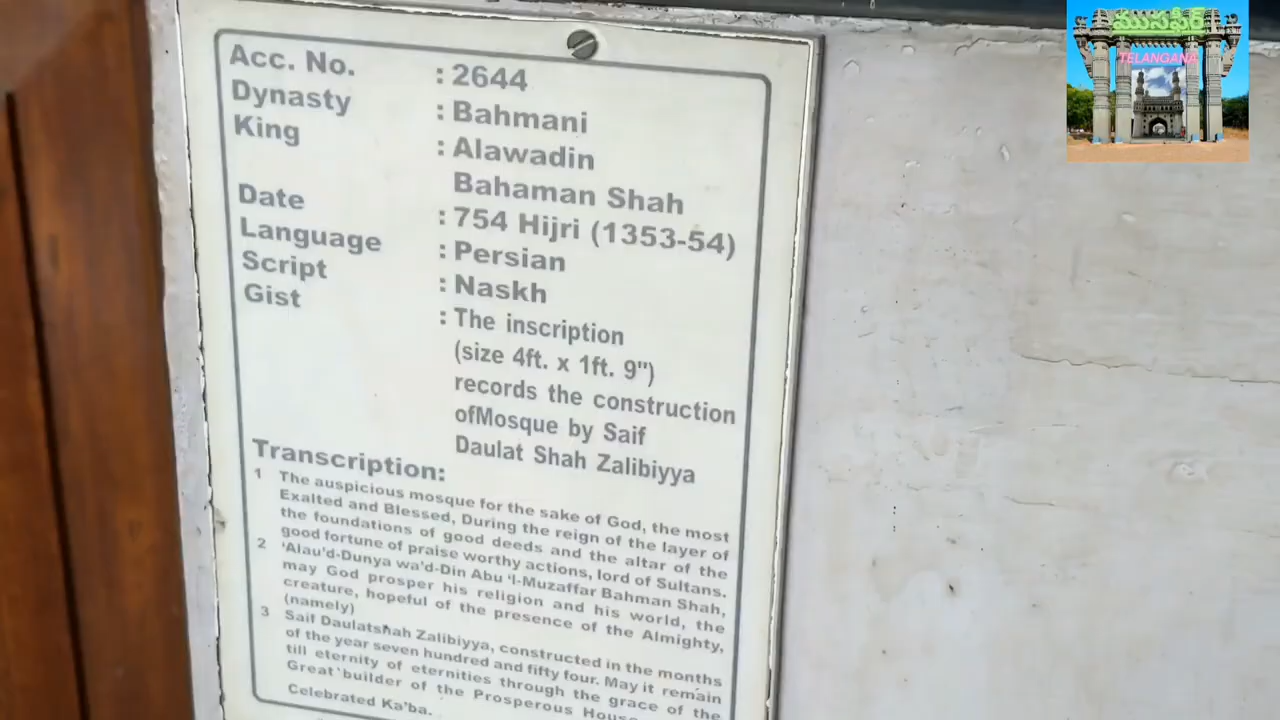 Acc. No. : 2644
Dynasty : Bahmani
King : Alawadin
Bahaman Shah
Date : 754 Hijri (1353-54)
Language : Persian
Script : Naskh
Gist : The inscription
(size 4ft. x 1ft. 9")
records the construction
ofMosque by Saif
Daulat Shah Zalibiyya
Transcription:
1 The auspicious mosque for the sake of God, the most
Exalted and Blessed, During the reign of the layer of
the foundations of good deeds and the altar of the
good fortune of praise worthy actions, lord of Sultans.
2 'Alau'd-Dunya wa'd-Din Abu 'l-Muzaffar Bahman Shah,
may God prosper his religion and his world, the
creature, hopeful of the presence of the Almighty,
(namely)
3 Saif Daulatshah Zalibiyya, constructed in the months
of the year seven hundred and fifty four. May it remain
till eternity of eternities through the grace of the
Great builder of the Prosperous House
Celebrated Ka'ba.
ముసఫిర్
TELANGANA